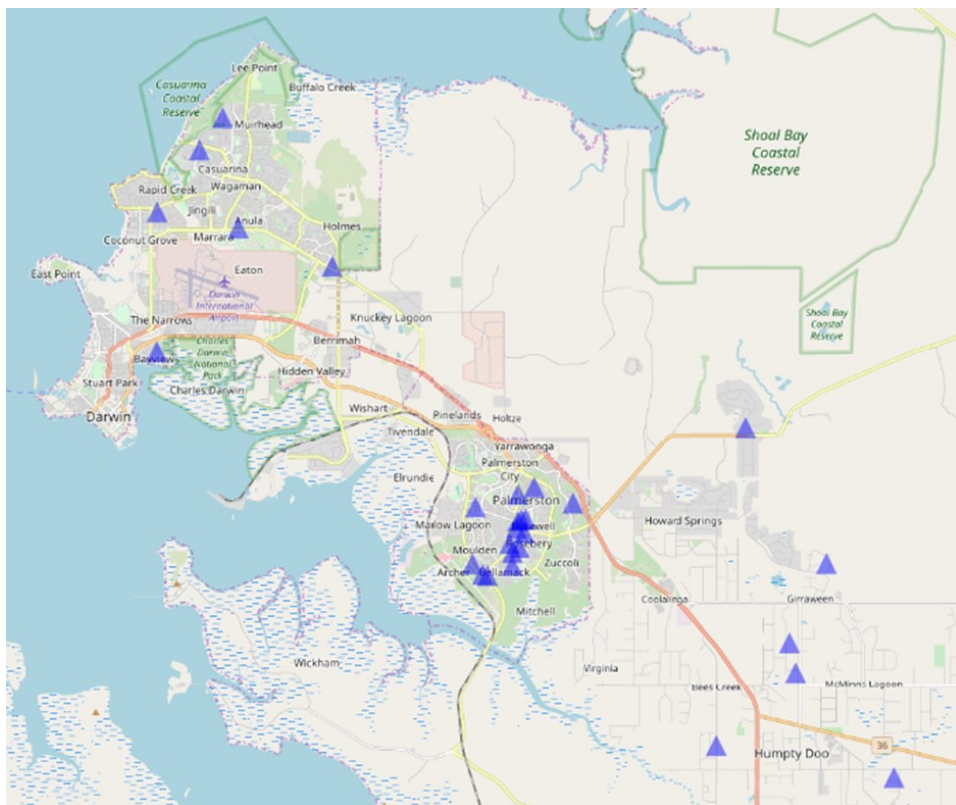 Lee Point
Casuarina
Coastal
Reserve
Buffalo Creek
Muirhead
Shoal Bay
Coastal
Reserve
Casuarina
Rapid Creek
Wagaman
Jingili
Anula
Marrara
Holmes
Coconut Grove
East Point
Eaton
Darwin
International
Airport
The Narrows
Knuckey Lagoon
Shoal Bay
Coastal
Reserve
Berrimah
Bayview
Charles
Darwin
National
Park
Hidden Valley
Stuart Park
Charles Darwin
Darwin
Wishart
Pinelands
Holtze
Tivendale
Yarrawonga
Palmerston
City
Elrundie
Palmerston
Marlow Lagoon
Howard Springs
Moulden
Rosebery
Zuccoli
Archer
Bellamack
Mitchell
Coolalinga
Girraween
Wickham
Virginia
Bees Creek
McMinns Lagoon
Humpty Doo
36